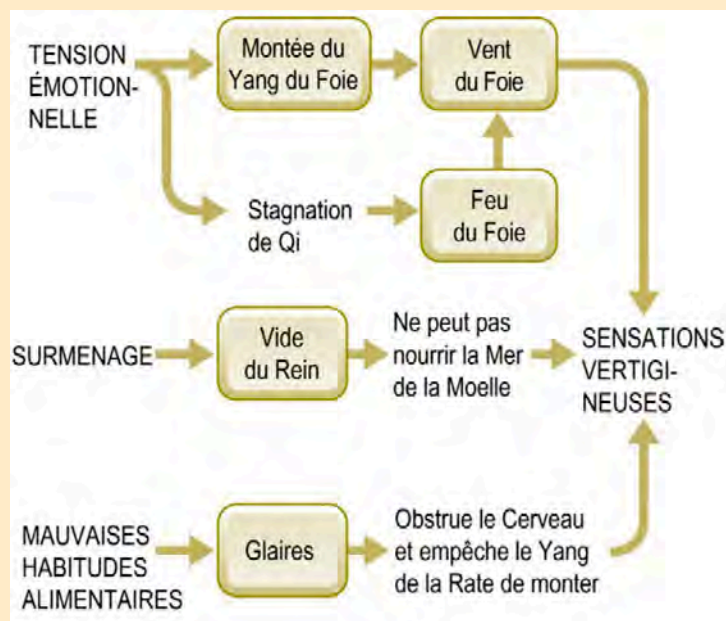 TENSION
ÉMOTION-
NELLE
Montée du
Yang du Foie
Vent
du Foie
Stagnation
de Qi
Feu
du Foie
SURMENAGE
Vide
du Rein
Ne peut pas
nourrir la Mer
de la Moelle
SENSATIONS
VERTIGI-
NEUSES
MAUVAISES
HABITUDES
ALIMENTAIRES
Glaires
Obstrue le Cerveau
et empêche le Yang
de la Rate de monter